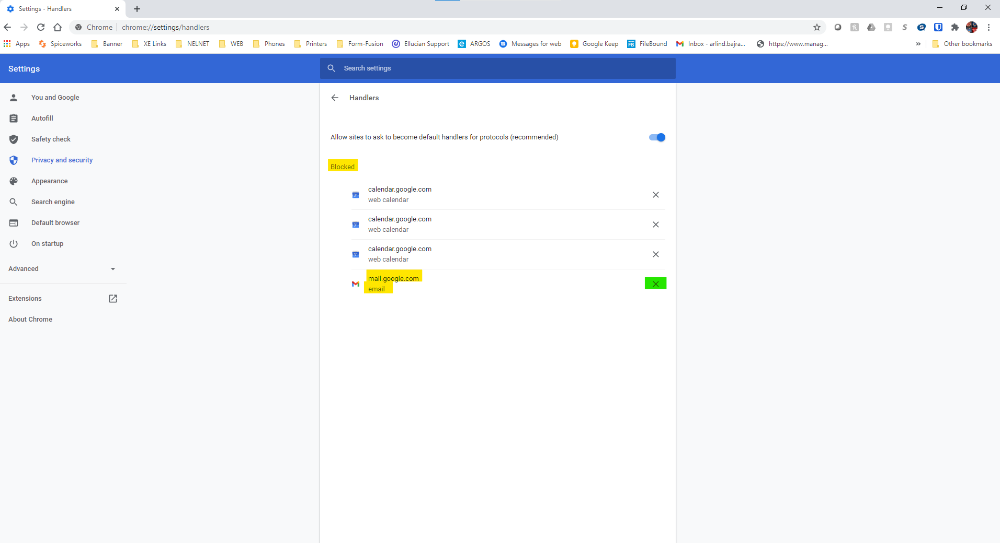 Settings - Handlers
Chrome chrome://settings/handlers
Apps Spiceworks Banner XE Links NELNET WEB Phones Printers Form-Fusion Ellucian Support ARGOS Messages for web Google Keep FileBound Inbox - arlind.bajra... https://www.manag... » Other bookmarks
Settings
Search settings
You and Google
Autofill
Safety check
Privacy and security
Appearance
Search engine
Default browser
On startup
Advanced
Extensions
About Chrome
Handlers
Allow sites to ask to become default handlers for protocols (recommended)
Blocked
31
calendar.google.com
web calendar
31
calendar.google.com
web calendar
31
calendar.google.com
web calendar
mail.google.com
email